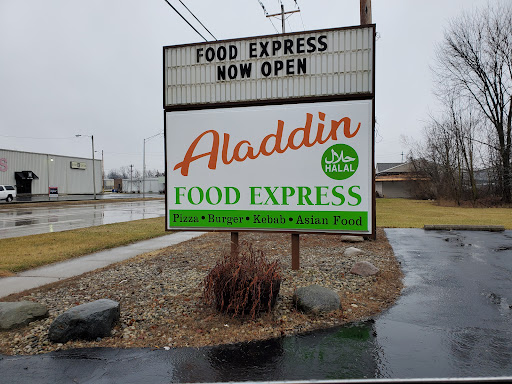 FOOD EXPRESS
NOW OPEN
Aladdin
حلال
HALAL
FOOD EXPRESS
Pizza • Burger • Kebab • Asian Food